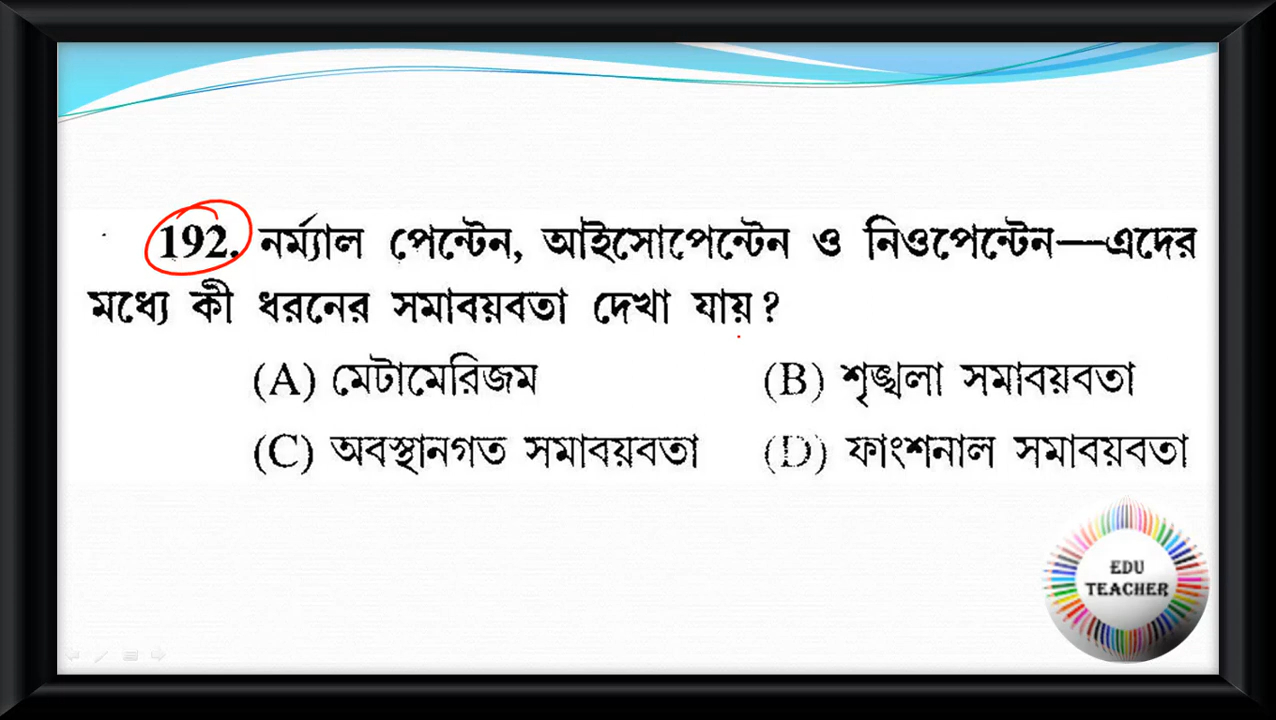 192. নর্ম্যাল পেন্টেন, আইসোপেন্টেন ও নিওপেন্টেন—এদের
মধ্যে কী ধরনের সমাবয়বতা দেখা যায়?
(A) মেটামেরিজম (B) শৃঙ্খলা সমাবয়বতা
(C) অবস্থানগত সমাবয়বতা (D) ফাংশনাল সমাবয়বতা
EDU
TEACHER